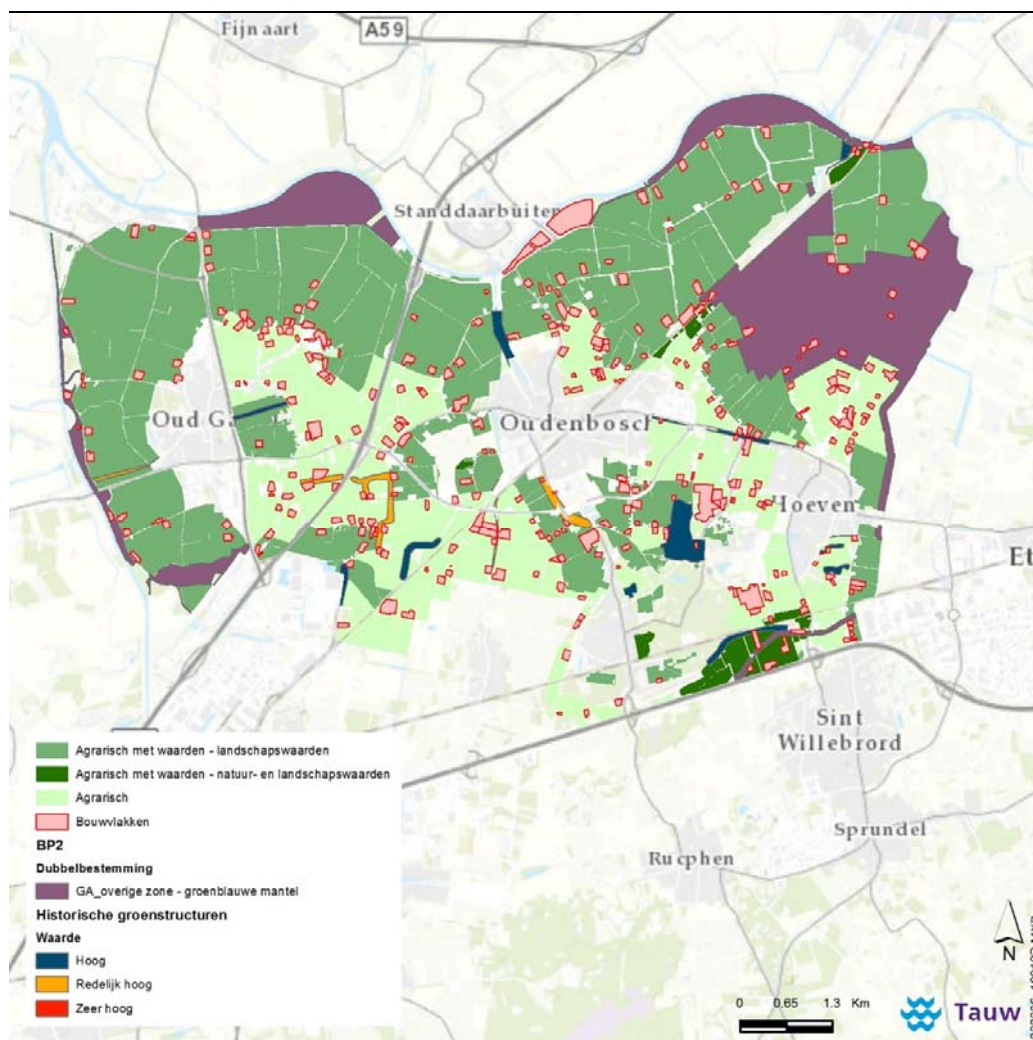 Fijnaart
A59
Standdaarbuiten
Oud Ga
Oudenbosch
Hoeven
Et
Sint
Willebrord
Sprundel
Rucphen
Agrarisch met waarden - landschapswaarden
Agrarisch met waarden - natuur- en landschapswaarden
Agrarisch
Bouwvlakken
BP2
Dubbelbestemming
GA_overige zone - groenblauwe mantel
Historische groenstructuren
Waarde
Hoog
Redelijk hoog
Zeer hoog
N
0 0.65 1.3 Km
Tauw